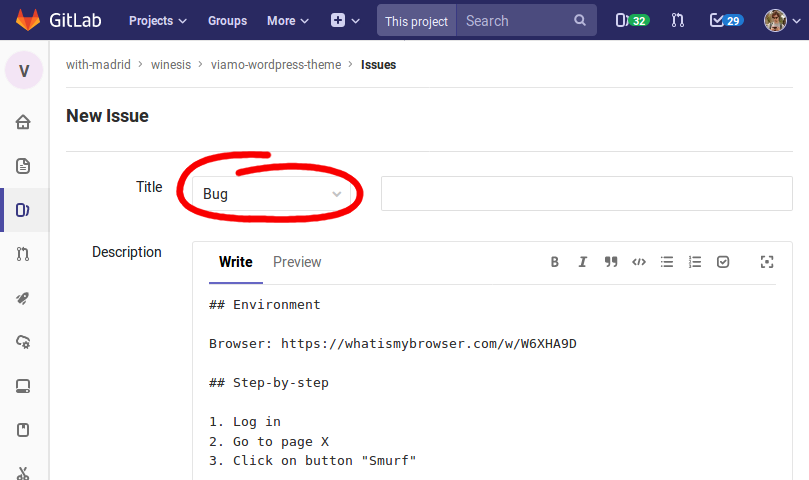 GitLab Projects Groups More This project Search 32 29
V
with-madrid > winesis > viamo-wordpress-theme > Issues
New Issue
Title Bug
Description
Write Preview
## Environment
Browser: https://whatismybrowser.com/w/W6XHA9D
## Step-by-step
1. Log in
2. Go to page X
3. Click on button "Smurf"